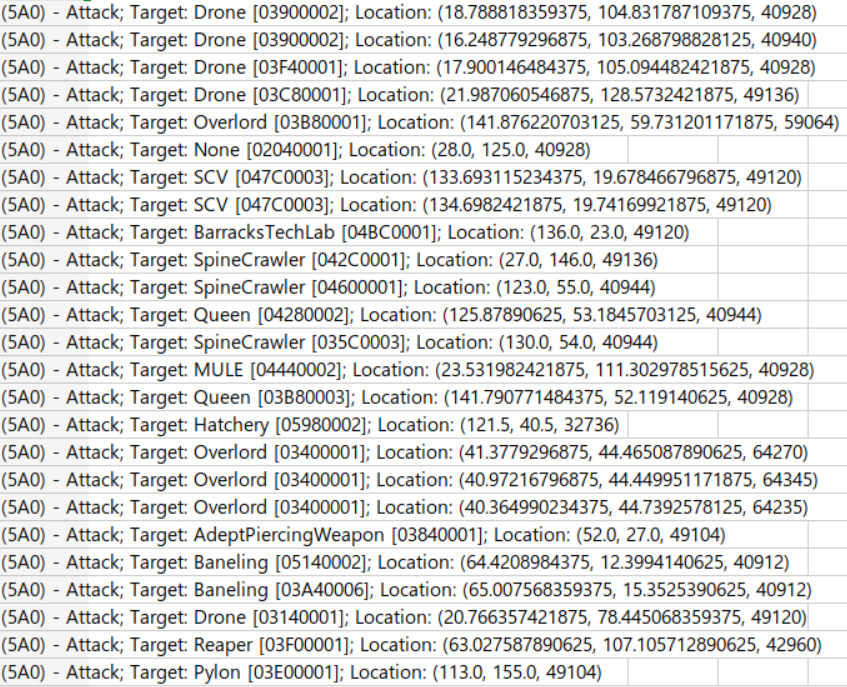 (5A0) - Attack; Target: Drone [03900002]; Location: (18.788818359375, 104.831787109375, 40928)
(5A0) - Attack; Target: Drone [03900002]; Location: (16.248779296875, 103.268798828125, 40940)
(5A0) - Attack; Target: Drone [03F40001]; Location: (17.900146484375, 105.094482421875, 40928)
(5A0) - Attack; Target: Drone [03C80001]; Location: (21.987060546875, 128.5732421875, 49136)
(5A0) - Attack; Target: Overlord [03B80001]; Location: (141.876220703125, 59.731201171875, 59064)
(5A0) - Attack; Target: None [02040001]; Location: (28.0, 125.0, 40928)
(5A0) - Attack; Target: SCV [047C0003]; Location: (133.693115234375, 19.678466796875, 49120)
(5A0) - Attack; Target: SCV [047C0003]; Location: (134.6982421875, 19.74169921875, 49120)
(5A0) - Attack; Target: BarracksTechLab [04BC0001]; Location: (136.0, 23.0, 49120)
(5A0) - Attack; Target: SpineCrawler [042C0001]; Location: (27.0, 146.0, 49136)
(5A0) - Attack; Target: SpineCrawler [04600001]; Location: (123.0, 55.0, 40944)
(5A0) - Attack; Target: Queen [04280002]; Location: (125.87890625, 53.1845703125, 40944)
(5A0) - Attack; Target: SpineCrawler [035C0003]; Location: (130.0, 54.0, 40944)
(5A0) - Attack; Target: MULE [04440002]; Location: (23.531982421875, 111.302978515625, 40928)
(5A0) - Attack; Target: Queen [03B80003]; Location: (141.790771484375, 52.119140625, 40928)
(5A0) - Attack; Target: Hatchery [05980002]; Location: (121.5, 40.5, 32736)
(5A0) - Attack; Target: Overlord [03400001]; Location: (41.3779296875, 44.465087890625, 64270)
(5A0) - Attack; Target: Overlord [03400001]; Location: (40.97216796875, 44.449951171875, 64345)
(5A0) - Attack; Target: Overlord [03400001]; Location: (40.364990234375, 44.7392578125, 64235)
(5A0) - Attack; Target: AdeptPiercingWeapon [03840001]; Location: (52.0, 27.0, 49104)
(5A0) - Attack; Target: Baneling [05140002]; Location: (64.4208984375, 12.3994140625, 40912)
(5A0) - Attack; Target: Baneling [03A40006]; Location: (65.007568359375, 15.3525390625, 40912)
(5A0) - Attack; Target: Drone [03140001]; Location: (20.766357421875, 78.445068359375, 49120)
(5A0) - Attack; Target: Reaper [03F00001]; Location: (63.027587890625, 107.105712890625, 42960)
(5A0) - Attack; Target: Pylon [03E00001]; Location: (113.0, 155.0, 49104)